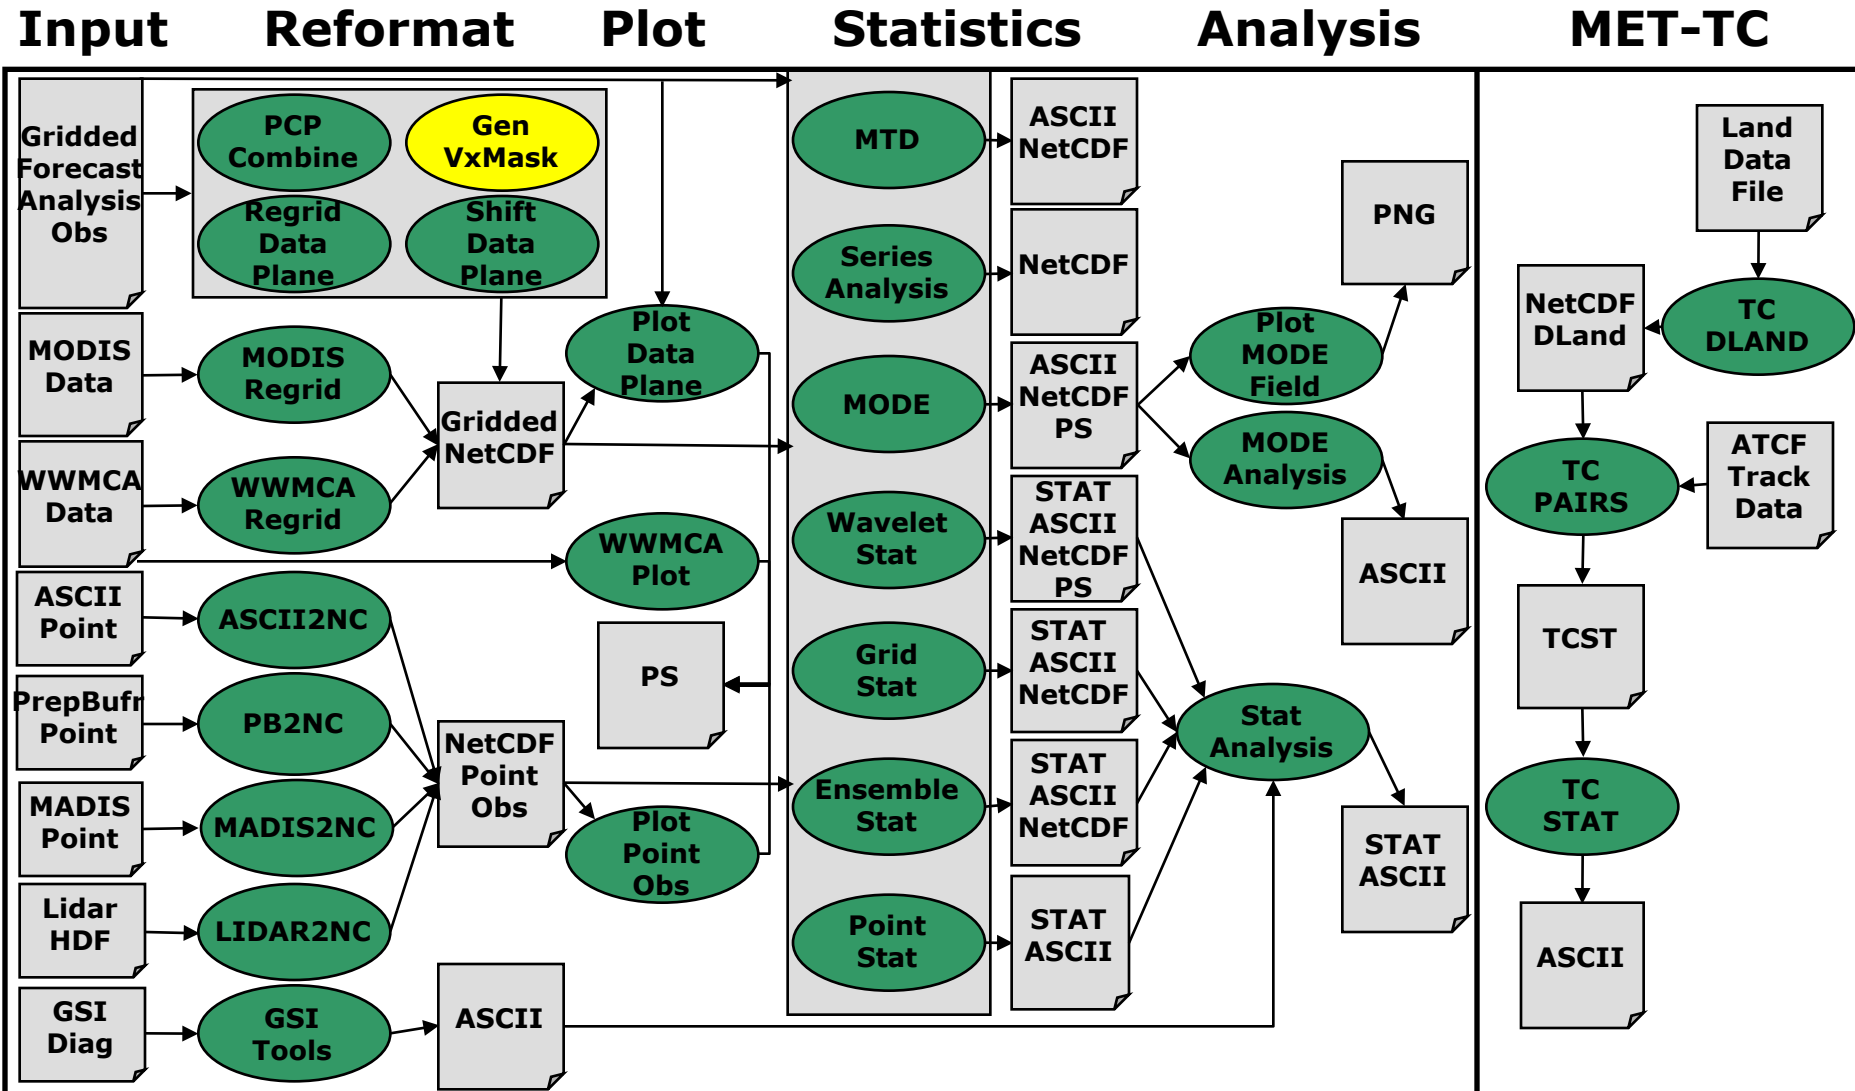 Input
Reformat
Plot
Statistics
Analysis
MET-TC
Gridded
Forecast
Analysis
Obs
PCP
Combine
Gen
VxMask
Regrid
Data
Plane
Shift
Data
Plane
MODIS
Data
MODIS
Regrid
WWMCA
Data
WWMCA
Regrid
Gridded
NetCDF
Plot
Data
Plane
WWMCA
Plot
ASCII
Point
ASCII2NC
PrepBufr
Point
PB2NC
MADIS
Point
MADIS2NC
Lidar
HDF
LIDAR2NC
GSI
Diag
GSI
Tools
ASCII
NetCDF
Point
Obs
PS
Plot
Point
Obs
MTD
ASCII
NetCDF
Series
Analysis
NetCDF
MODE
ASCII
NetCDF
PS
Wavelet
Stat
STAT
ASCII
NetCDF
PS
Grid
Stat
STAT
ASCII
NetCDF
Ensemble
Stat
STAT
ASCII
NetCDF
Point
Stat
STAT
ASCII
PNG
Plot
MODE
Field
MODE
Analysis
ASCII
Stat
Analysis
STAT
ASCII
Land
Data
File
NetCDF
DLand
TC
DLAND
TC
PAIRS
ATCF
Track
Data
TCST
TC
STAT
ASCII